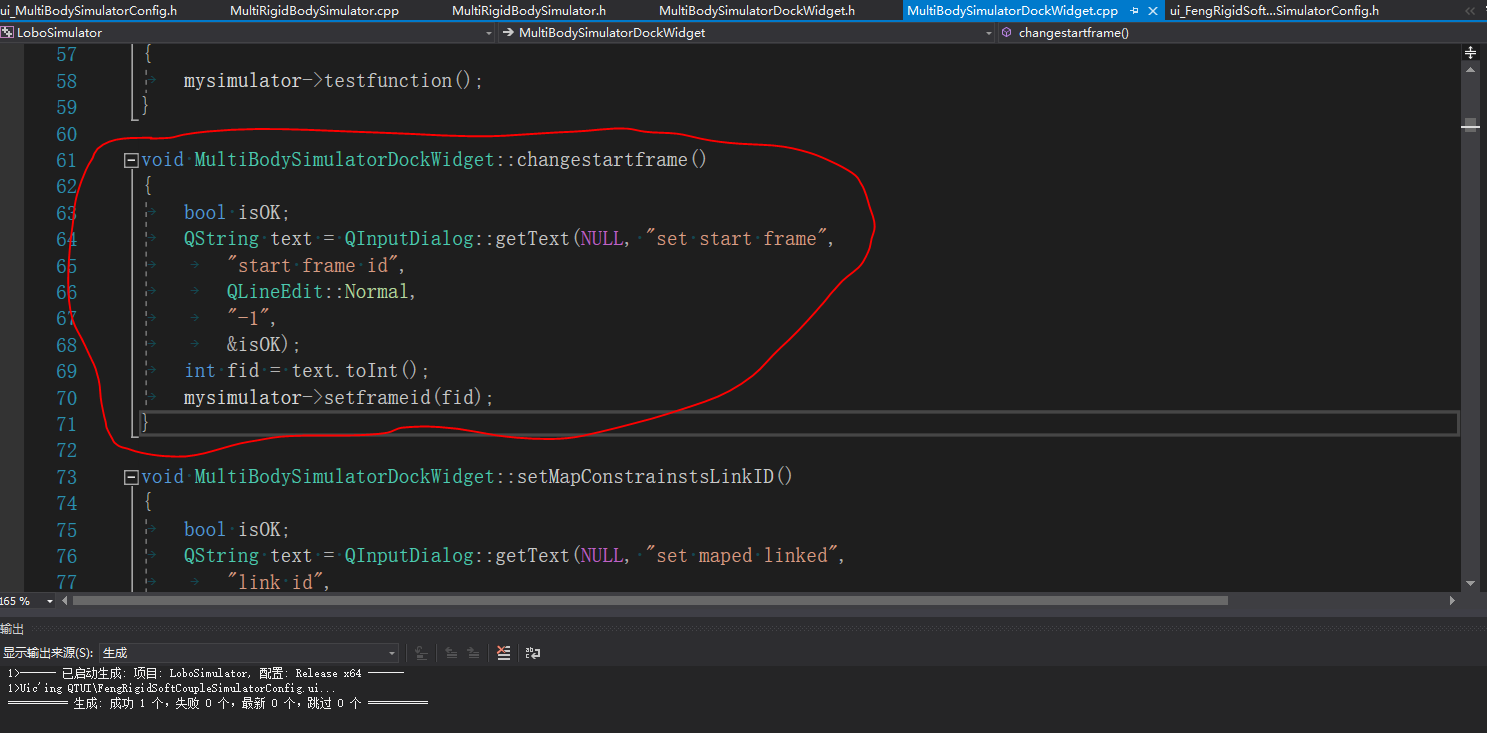 ui_MultiBodySimulatorConfig.h MultiRigidBodySimulator.cpp MultiRigidBodySimulator.h MultiBodySimulatorDockWidget.h MultiBodySimulatorDockWidget.cpp ui_FengRigidSoft...SimulatorConfig.h
LoboSimulator MultiBodySimulatorDockWidget changestartframe()
57 {
58 mysimulator->testfunction();
59 }
60
61 void MultiBodySimulatorDockWidget::changestartframe()
62 {
63 bool isOK;
64 QString text = QInputDialog::getText(NULL, "set start frame",
65 "start frame id",
66 QLineEdit::Normal,
67 "-1",
68 &isOK);
69 int fid = text.toInt();
70 mysimulator->setframeid(fid);
71 }
72
73 void MultiBodySimulatorDockWidget::setMapConstrainstsLinkID()
74 {
75 bool isOK;
76 QString text = QInputDialog::getText(NULL, "set maped linked",
77 "link id",
165 %
输出
显示输出来源(S): 生成
1>------ 已启动生成: 项目: LoboSimulator, 配置: Release x64 ------
1>Uic'ing QTUI\FengRigidSoftCoupleSimulatorConfig.ui...
========== 生成: 成功 1 个，失败 0 个，最新 0 个，跳过 0 个 ==========